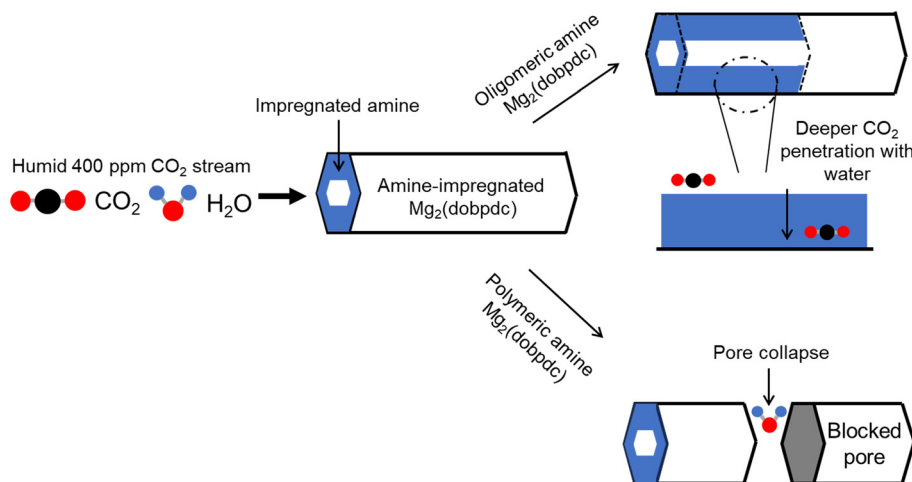 Impregnated amine
Humid 400 ppm CO₂ stream
CO₂
H₂O
Amine-impregnated
Mg₂(dobpdc)
Oligomeric amine
Mg₂(dobpdc)
Deeper CO₂
penetration with
water
Polymeric amine
Mg₂(dobpdc)
Pore collapse
Blocked
pore